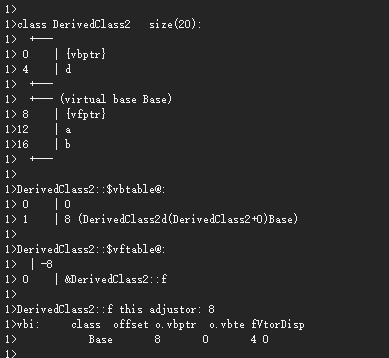 1>
1>class DerivedClass2   size(20):
1>  +---
1> 0     | {vbptr}
1> 4     | d
1>  +---
1>  +--- (virtual base Base)
1> 8     | {vfptr}
1>12     | a
1>16     | b
1>  +---
1>
1>DerivedClass2::$vbtable@:
1> 0     | 0
1> 1     | 8 (DerivedClass2d(DerivedClass2+0)Base)
1>
1>DerivedClass2::$vftable@:
1>  | -8
1> 0     | &DerivedClass2::f
1>
1>DerivedClass2::f this adjustor: 8
1>vbi:     class  offset o.vbptr  o.vbte fVtorDisp
1>            Base       8       0       4 0
1>